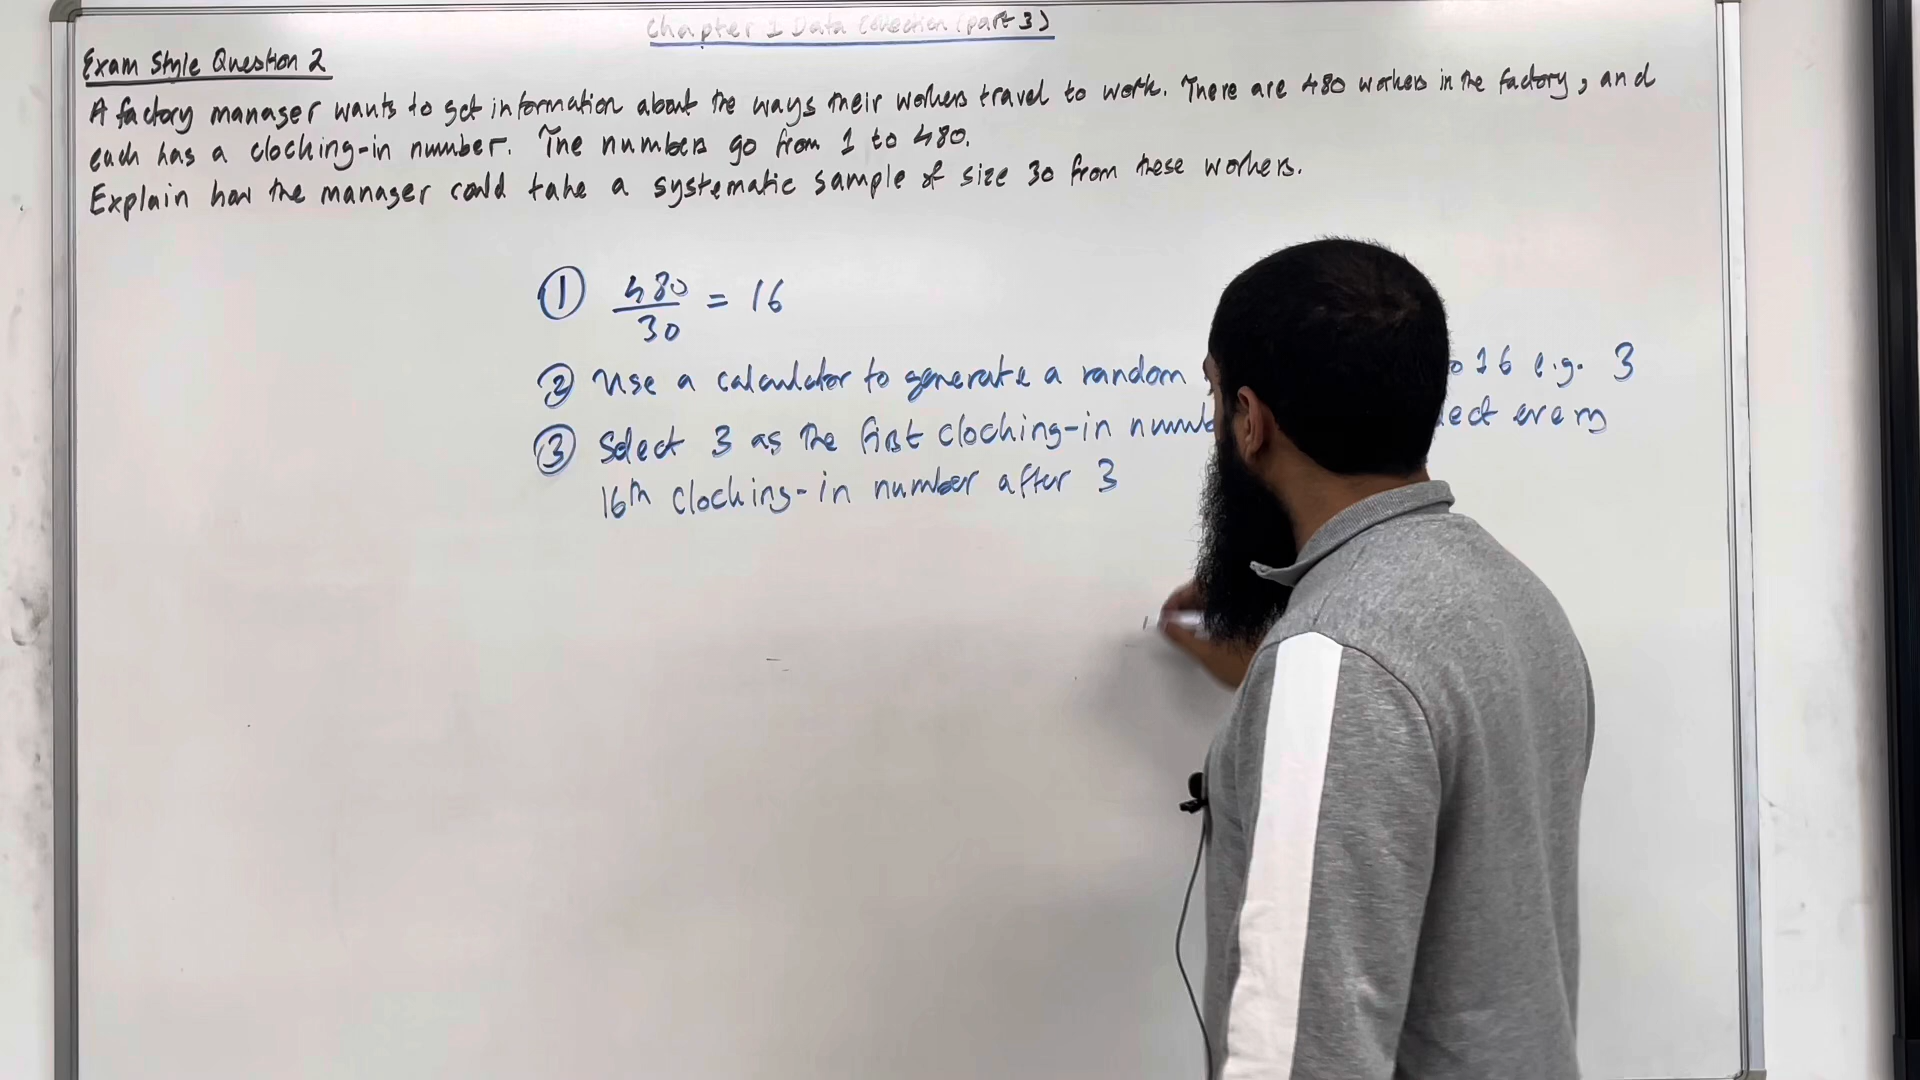 Chapter 1 Data Collection (part 3)
Exam Style Question 2
A factory manager wants to get information about the ways their workers travel to work. There are 480 workers in the factory, and
each has a clocking-in number. The numbers go from 1 to 480.
Explain how the manager could take a systematic sample of size 30 from these workers.
① 480/30 = 16
② Use a calculator to generate a random o 16 e.g. 3
③ Select 3 as the first clocking-in numb lect every
16th clocking-in number after 3